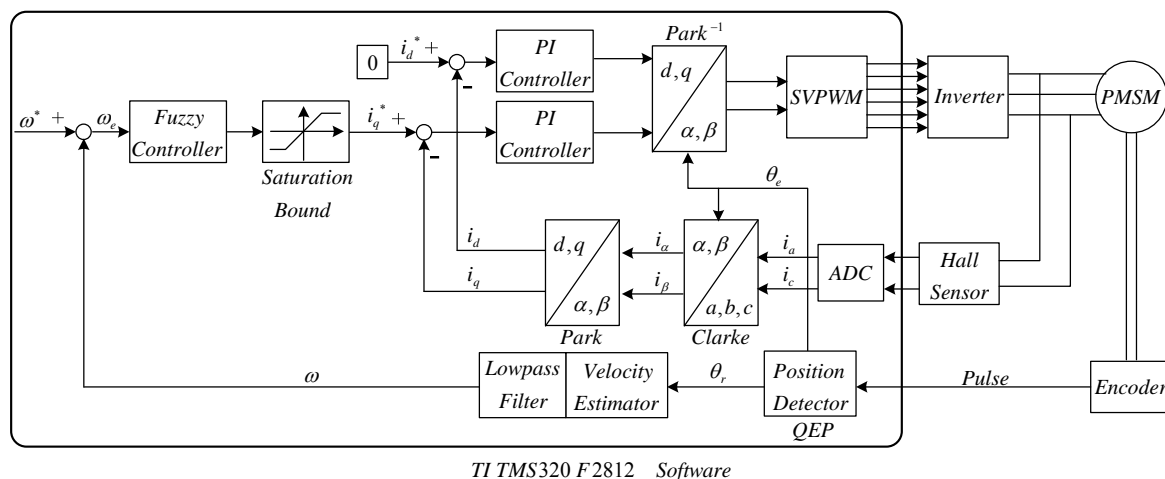 Park⁻¹
i_d* +
0
-
PI
Controller
d,q
α,β
SVPWM
Inverter
PMSM
ω* +
ω_e
Fuzzy
Controller
Saturation
Bound
i_q* +
-
PI
Controller
θ_e
i_d
i_q
d,q
α,β
Park
i_α
i_β
α,β
a,b,c
Clarke
i_a
i_c
ADC
Hall
Sensor
ω
Lowpass
Filter
Velocity
Estimator
θ_r
Position
Detector
QEP
Pulse
Encoder
TI TMS320 F2812 Software